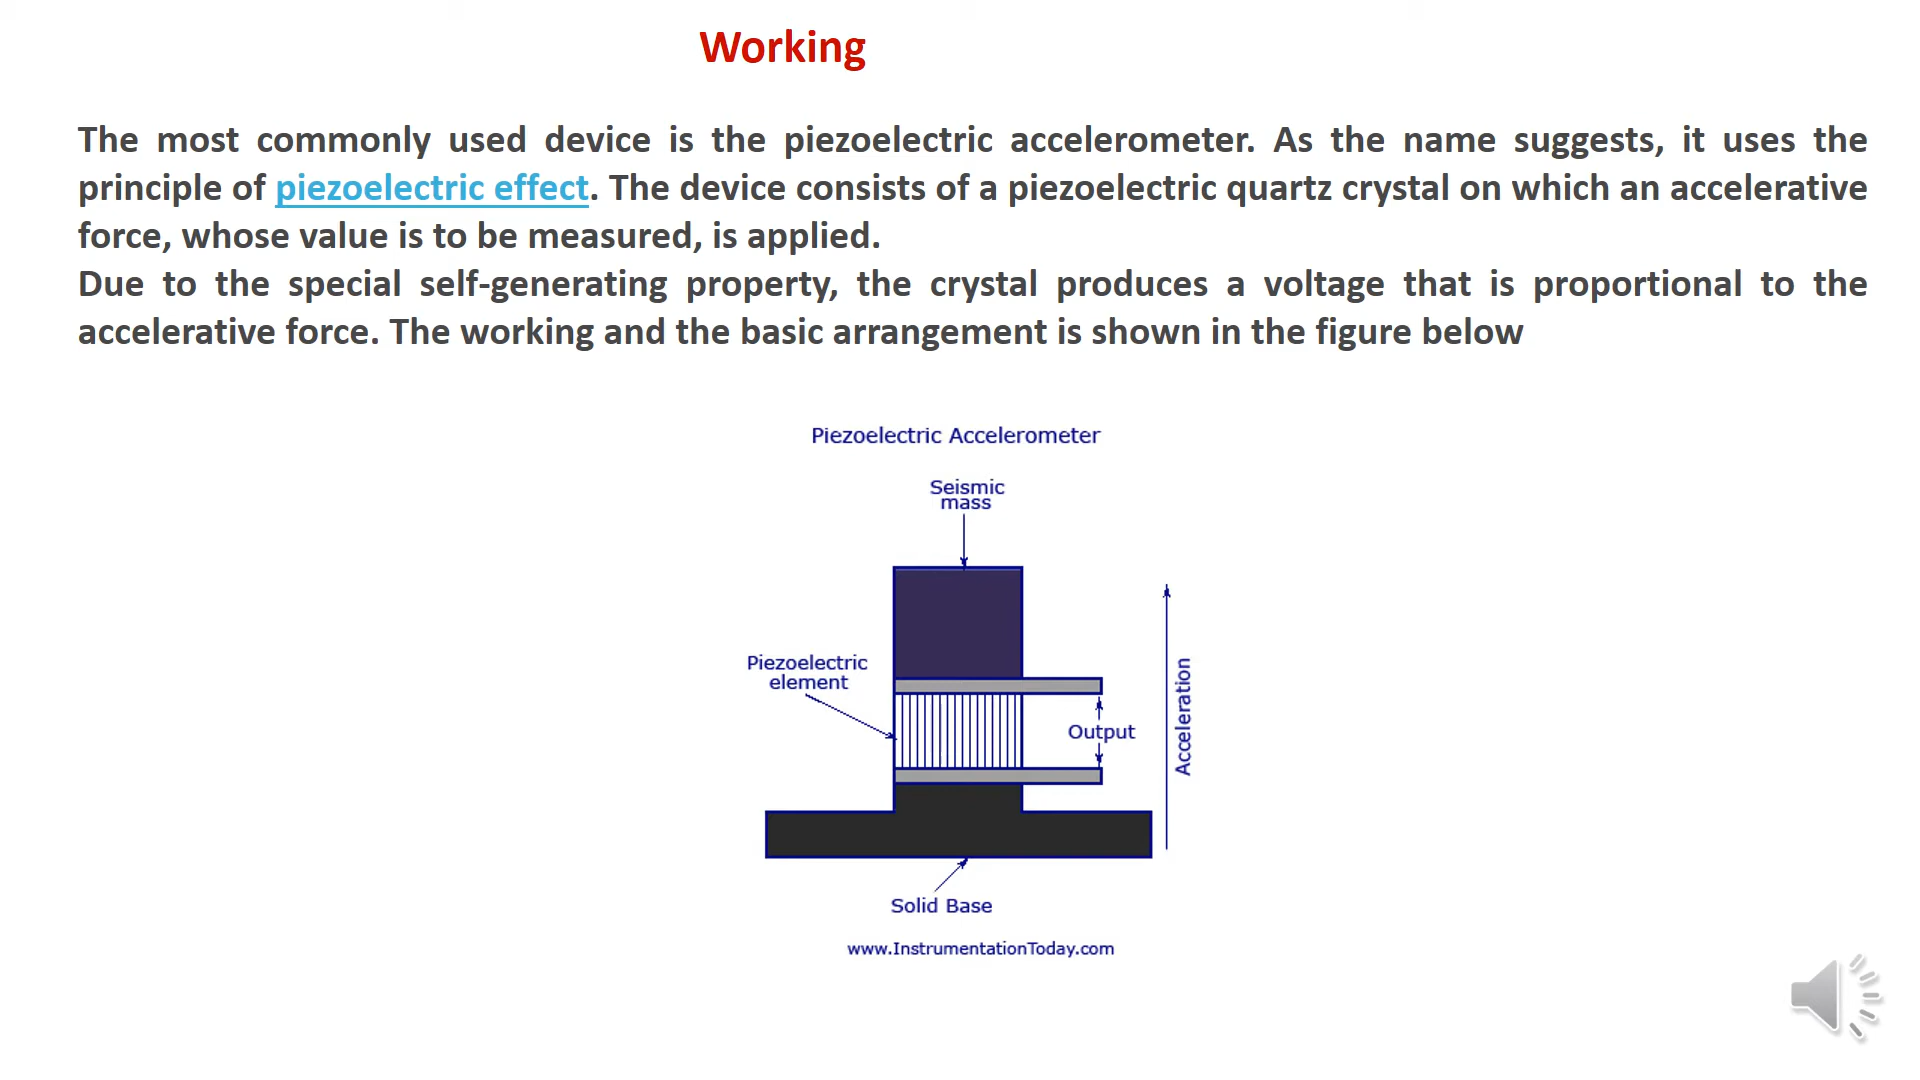 Working
The most commonly used device is the piezoelectric accelerometer. As the name suggests, it uses the
principle of piezoelectric effect. The device consists of a piezoelectric quartz crystal on which an accelerative
force, whose value is to be measured, is applied.
Due to the special self-generating property, the crystal produces a voltage that is proportional to the
accelerative force. The working and the basic arrangement is shown in the figure below
Piezoelectric Accelerometer
Seismic
mass
Piezoelectric
element
Output
Acceleration
Solid Base
www.InstrumentationToday.com